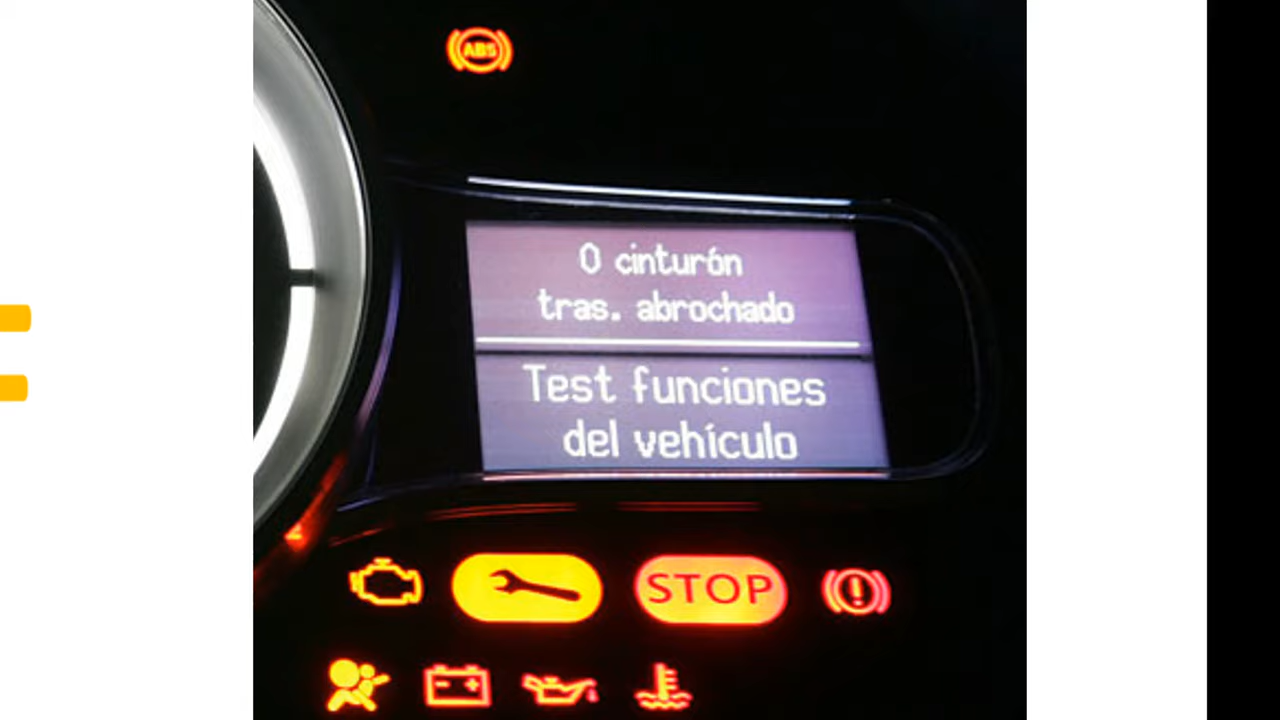 ABS
0 cinturón
tras. abrochado
Test funciones
del vehículo
STOP